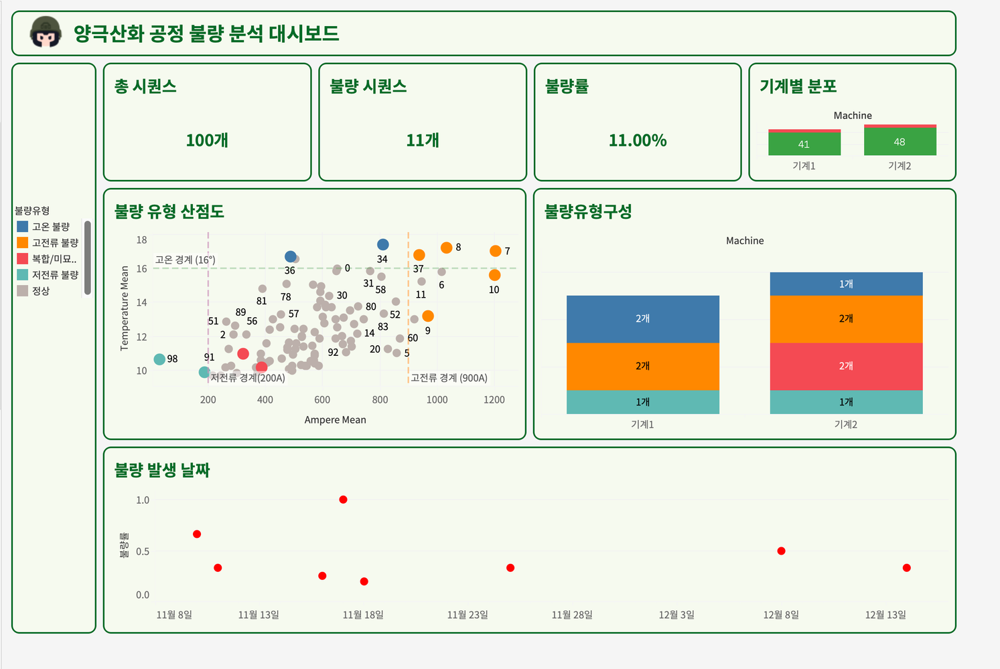 양극산화 공정 불량 분석 대시보드
총 시퀀스
100개
불량 시퀀스
11개
불량률
11.00%
기계별 분포
Machine
41
48
기계1
기계2
불량유형
고온 불량
고전류 불량
복합/미묘..
저전류 불량
정상
불량 유형 산점도
Temperature Mean
18
16
14
12
10
고온 경계 (16°)
34
8
7
36
0
37
31
58
6
11
10
81
78
30
89
57
80
52
51
56
2
83
9
14
60
98
91
92
20
5
저전류 경계(200A)
고전류 경계 (900A)
200
400
600
800
1000
1200
Ampere Mean
불량유형구성
Machine
2개
2개
1개
1개
2개
2개
1개
기계1
기계2
불량 발생 날짜
불량률
1.0
0.5
0.0
11월 8일
11월 13일
11월 18일
11월 23일
11월 28일
12월 3일
12월 8일
12월 13일